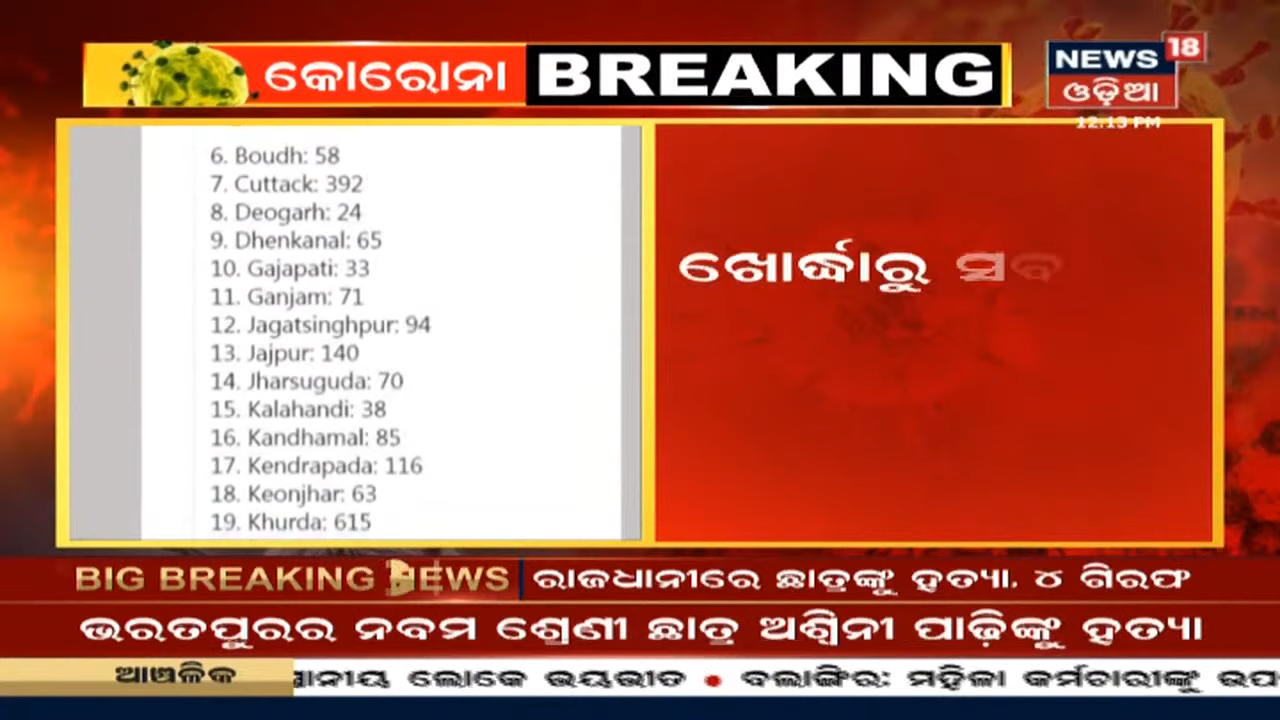 କୋରୋନା BREAKING
NEWS 18
ଓଡ଼ିଆ
12:13 PM
6. Boudh: 58
7. Cuttack: 392
8. Deogarh: 24
9. Dhenkanal: 65
10. Gajapati: 33
11. Ganjam: 71
12. Jagatsinghpur: 94
13. Jajpur: 140
14. Jharsuguda: 70
15. Kalahandi: 38
16. Kandhamal: 85
17. Kendrapada: 116
18. Keonjhar: 63
19. Khurda: 615
ଖୋର୍ଦ୍ଧାରୁ ସବ
BIG BREAKING NEWS ରାଜଧାନୀରେ ଛାତ୍ରଙ୍କୁ ହତ୍ୟା, ୪ ଗିରଫ
ଭରତପୁରର ନବମ ଶ୍ରେଣୀ ଛାତ୍ର ଅଶ୍ୱିନୀ ପାଢ଼ିଙ୍କୁ ହତ୍ୟା
ଆଞ୍ଚଳିକ ଲୋକେ ଭୟଭୀତ • ବଲାଙ୍ଗିର: ମହିଳା କର୍ମଚାରୀଙ୍କୁ ଉପ